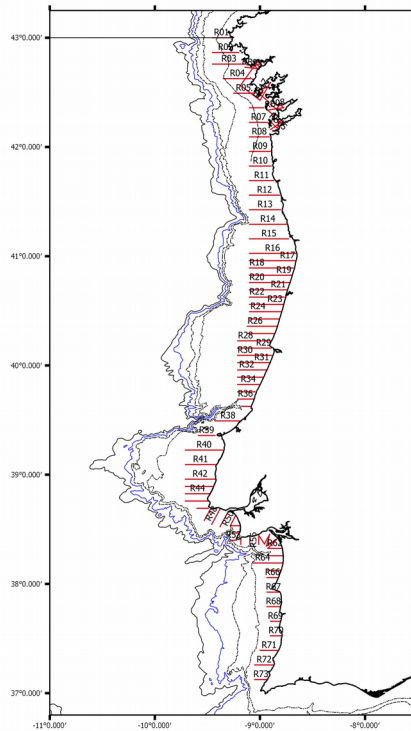 43°0.000'
R01
R03
R04
R05
R07
R08
42°0.000'
R09
R10
R11
R12
R13
R14
R15
R16
R17
41°0.000'
R18
R19
R20
R21
R22
R23
R24
R26
R28
R29
R30
R31
40°0.000'
R32
R34
R36
R38
R39
R40
R41
39°0.000'
R42
R44
R64
R66
38°0.000'
R67
R68
R69
R70
R71
R72
R73
37°0.000'
-11°0.000' -10°0.000' -9°0.000' -8°0.000'